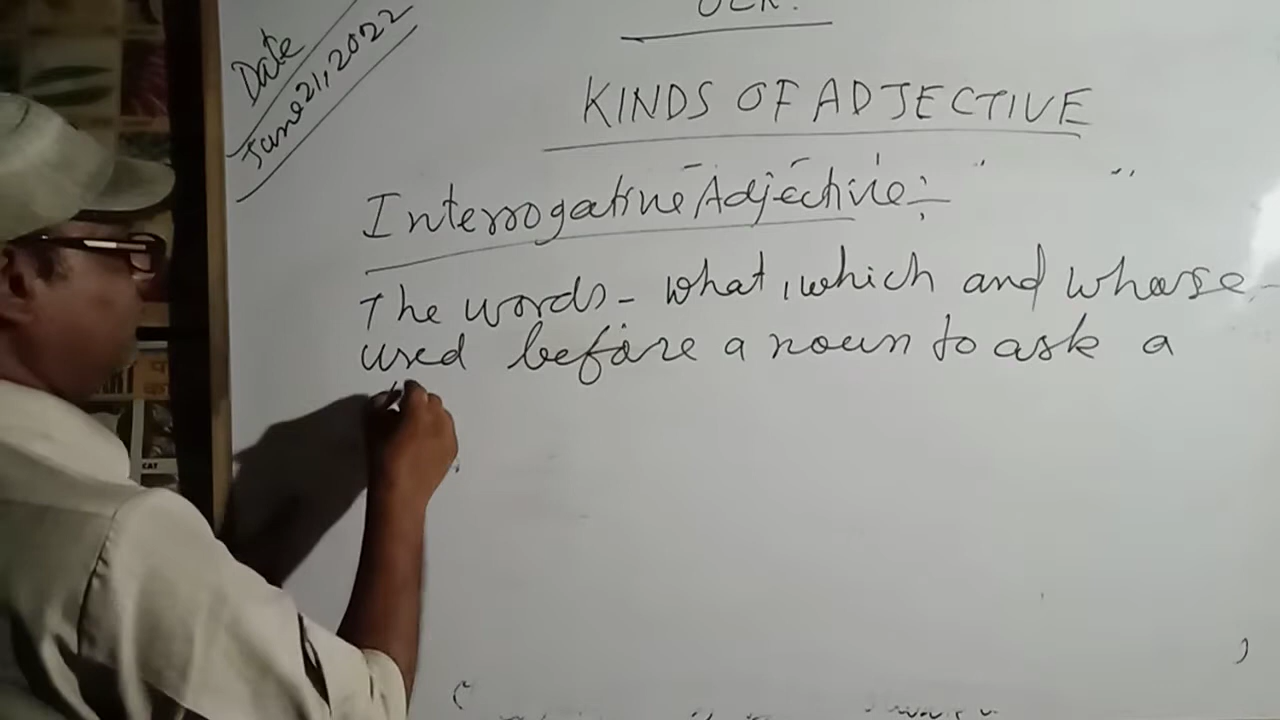 Date
June 21, 2022
KINDS OF ADJECTIVE
Interrogative Adjective :-
The words - what, which and whose -
used before a noun to ask a
CAT